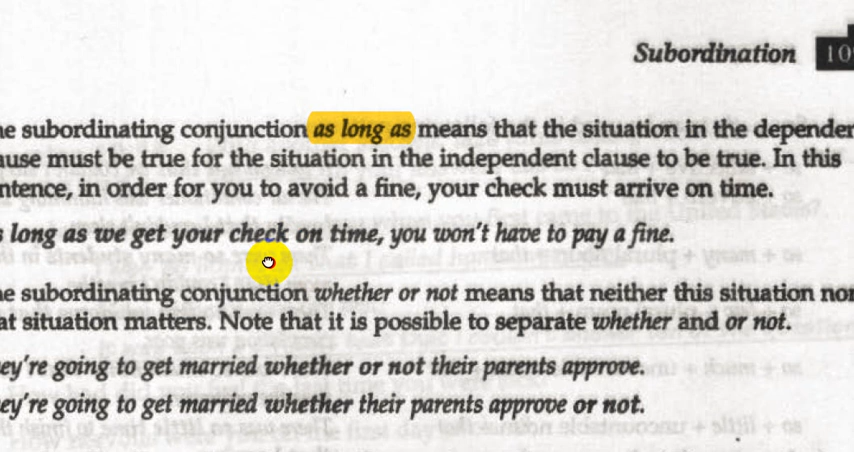 Subordination 10
he subordinating conjunction as long as means that the situation in the depende
ause must be true for the situation in the independent clause to be true. In this
ntence, in order for you to avoid a fine, your check must arrive on time.
s long as we get your check on time, you won't have to pay a fine.
he subordinating conjunction whether or not means that neither this situation nor
at situation matters. Note that it is possible to separate whether and or not.
ey're going to get married whether or not their parents approve.
ey're going to get married whether their parents approve or not.